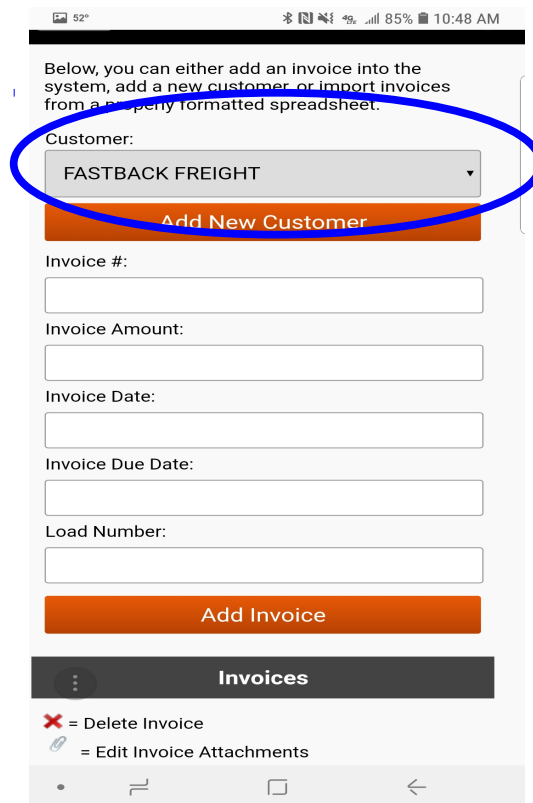 52°
4g 85% 10:48 AM
Below, you can either add an invoice into the
system, add a new customer, or import invoices
from a properly formatted spreadsheet.
Customer:
FASTBACK FREIGHT
Add New Customer
Invoice #:
Invoice Amount:
Invoice Date:
Invoice Due Date:
Load Number:
Add Invoice
Invoices
= Delete Invoice
= Edit Invoice Attachments